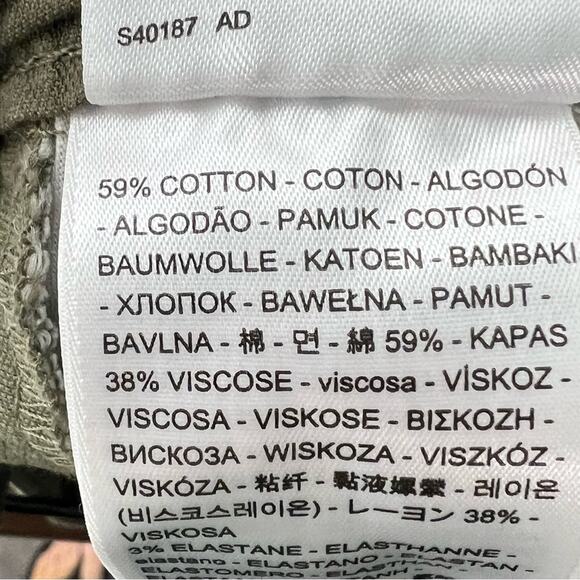 S40187 AD
59% COTTON - COTON - ALGODÓN
- ALGODÃO - PAMUK - COTONE -
BAUMWOLLE - KATOEN - BAMBAKI
- ХЛОПОК - BAWEŁNA - PAMUT -
BAVLNA - 棉 - 면 - 綿 59% - KAPAS
38% VISCOSE - viscosa - VİSKOZ -
VISCOSA - VISKOSE - ΒΙΣΚΟΖΗ -
ВИСКОЗА - WISKOZA - VISZKÓZ -
VISKÓZA - 粘纤 - 黏液嫘縈 - 레이온
(비스코스레이온) - レーヨン 38% -
VISKOSA
3% ELASTANE - ELASTHANNE -
elastano - ELASTAN -
ELASTOMERO -